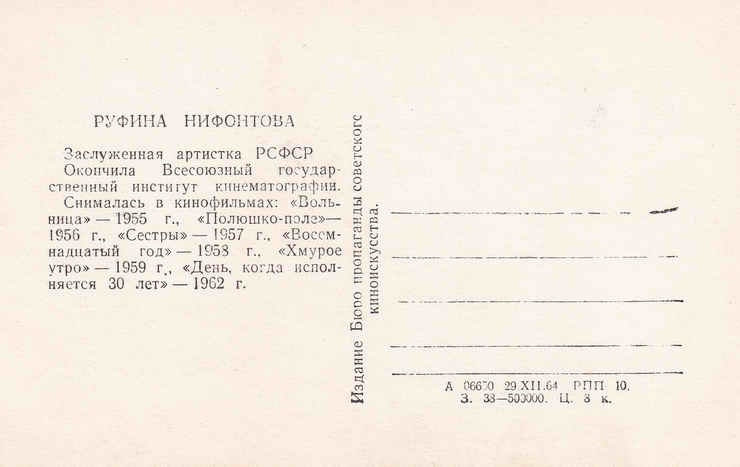 РУФИНА НИФОНТОВА
Заслуженная артистка РСФСР
Окончила Всесоюзный государ-
ственный институт кинематографии.
Снималась в кинофильмах: «Воль-
ница» — 1955 г., «Полюшко-поле»—
1956 г., «Сестры» — 1957 г., «Восем-
надцатый год» — 1958 г., «Хмурое
утро» — 1959 г., «День, когда испол-
няется 30 лет» — 1962 г.
Издание Бюро пропаганды советского
киноискусства.
А 29.XII.64 РПП 10.
З. 38—500000. Ц. 8 к.